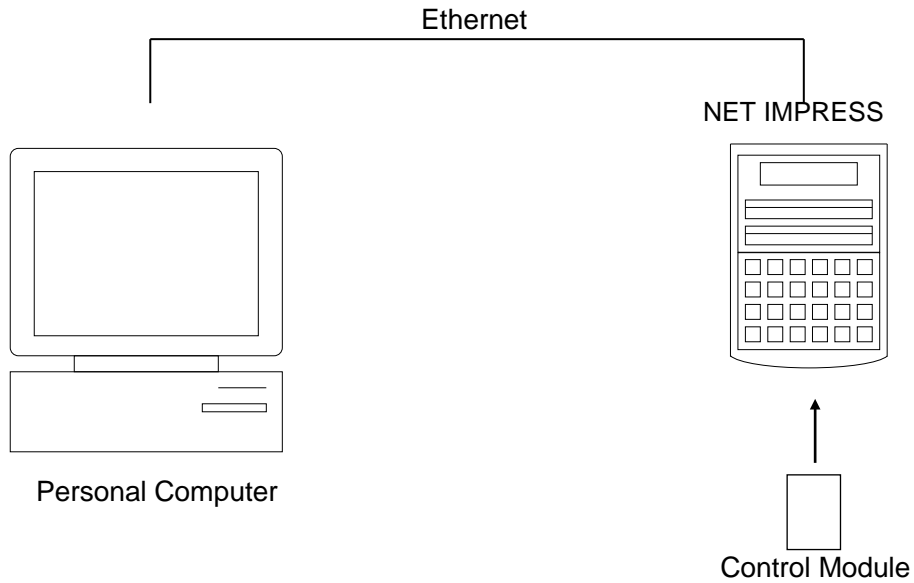 Ethernet
NET IMPRESS
Personal Computer
Control Module